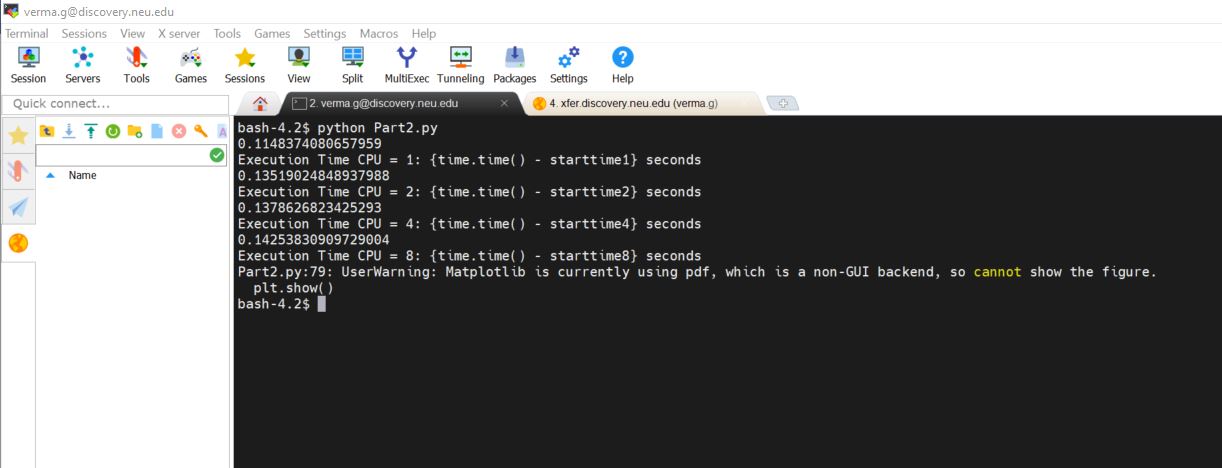 verma.g@discovery.neu.edu
Terminal Sessions View X server Tools Games Settings Macros Help
Session Servers Tools Games Sessions View Split MultiExec Tunneling Packages Settings Help
Quick connect...
2. verma.g@discovery.neu.edu
4. xfer.discovery.neu.edu (verma.g)
Name
bash-4.2$ python Part2.py
0.1148374080657959
Execution Time CPU = 1: {time.time() - starttime1} seconds
0.13519024848937988
Execution Time CPU = 2: {time.time() - starttime2} seconds
0.1378626823425293
Execution Time CPU = 4: {time.time() - starttime4} seconds
0.14253830909729004
Execution Time CPU = 8: {time.time() - starttime8} seconds
Part2.py:79: UserWarning: Matplotlib is currently using pdf, which is a non-GUI backend, so cannot show the figure.
  plt.show()
bash-4.2$